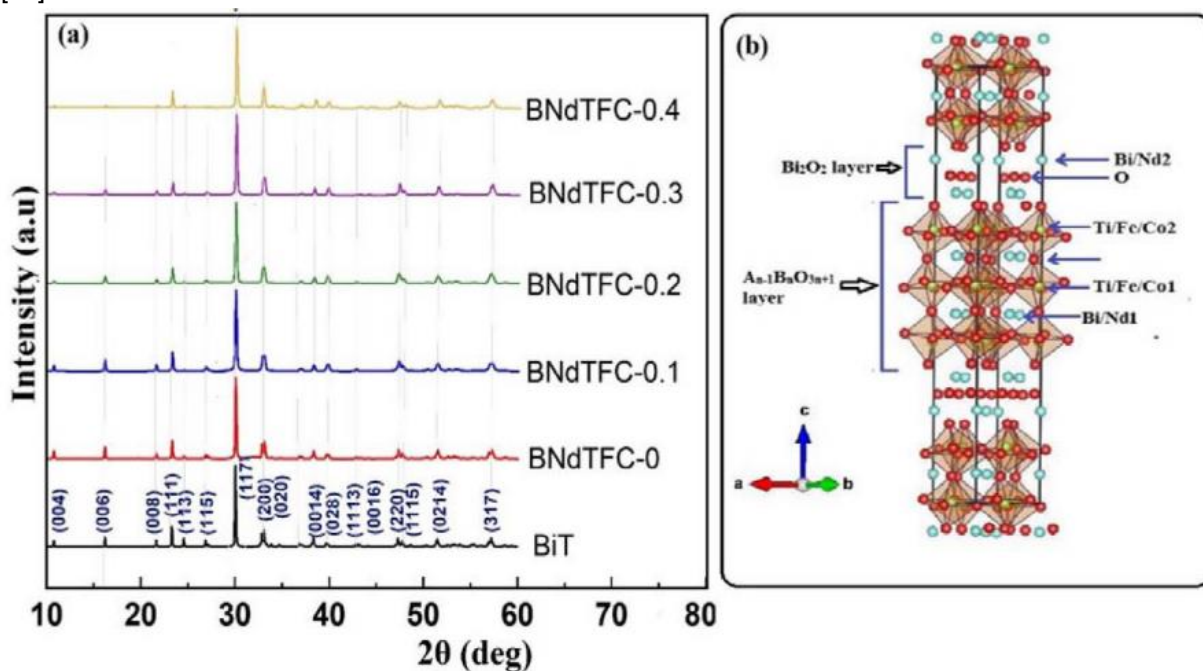 (a)
BNdTFC-0.4
BNdTFC-0.3
BNdTFC-0.2
BNdTFC-0.1
BNdTFC-0
BiT
(004)
(006)
(008)
(111)
(113)
(115)
(117)
(200)
(020)
(0014)
(028)
(1113)
(0016)
(220)
(1115)
(0214)
(317)
Intensity (a.u)
10 20 30 40 50 60 70 80
2θ (deg)
(b)
Bi₂O₂ layer
Bi/Nd2
O
Ti/Fe/Co2
Aₙ₋₁BₙO₃ₙ₊₁
layer
Ti/Fe/Co1
Bi/Nd1
c
a
b